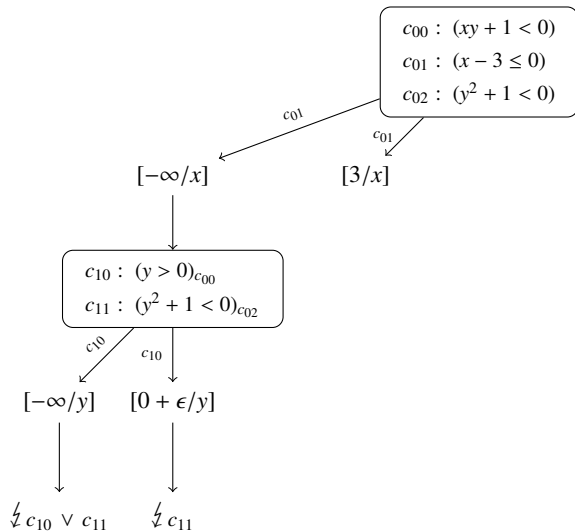 c₀₀ : (xy + 1 < 0)
c₀₁ : (x − 3 ≤ 0)
c₀₂ : (y² + 1 < 0)
c₀₁
c₀₁
[−∞/x]
[3/x]
c₁₀ : (y > 0)c₀₀
c₁₁ : (y² + 1 < 0)c₀₂
c₁₀
c₁₀
[−∞/y]
[0 + ϵ/y]
↯ c₁₀ ∨ c₁₁
↯ c₁₁